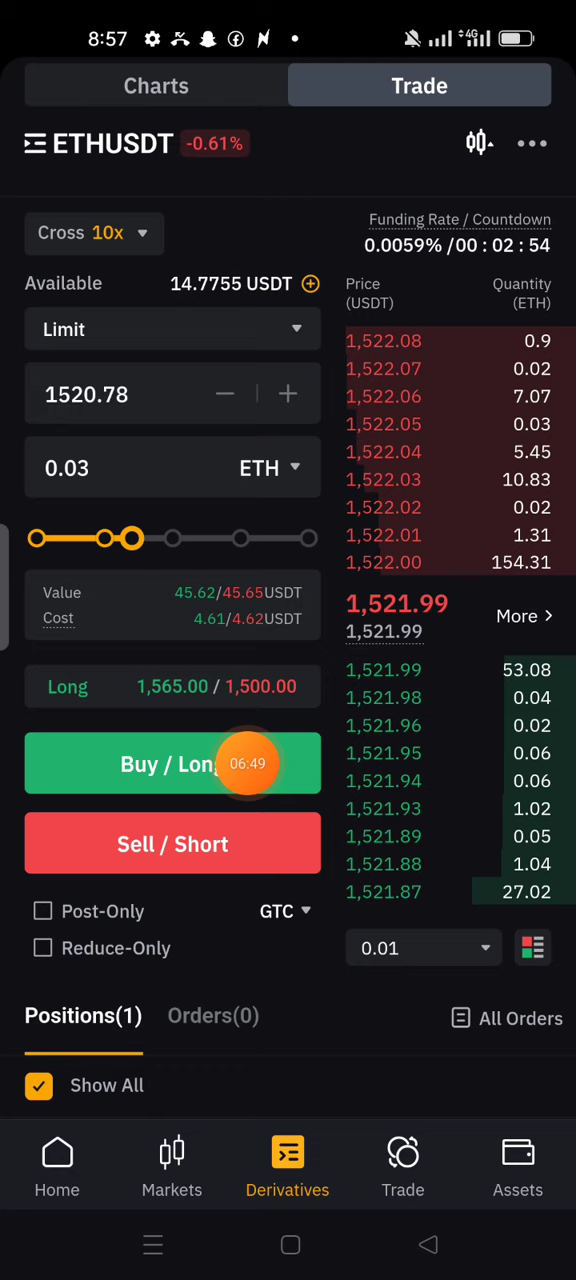 8:57
4G
Charts
Trade
ETHUSDT -0.61%
Cross 10x
Funding Rate / Countdown
0.0059% /00 : 02 : 54
Available 14.7755 USDT
Limit
1520.78
0.03 ETH
Value 45.62/45.65USDT
Cost 4.61/4.62USDT
Long 1,565.00 / 1,500.00
Buy / Long
06:49
Sell / Short
Post-Only GTC
Reduce-Only
Price Quantity
(USDT) (ETH)
1,522.08 0.9
1,522.07 0.02
1,522.06 7.07
1,522.05 0.03
1,522.04 5.45
1,522.03 10.83
1,522.02 0.02
1,522.01 1.31
1,522.00 154.31
1,521.99
1,521.99
More
1,521.99 53.08
1,521.98 0.04
1,521.96 0.02
1,521.95 0.06
1,521.94 0.06
1,521.93 1.02
1,521.89 0.05
1,521.88 1.04
1,521.87 27.02
0.01
Positions(1) Orders(0) All Orders
Show All
Home Markets Derivatives Trade Assets